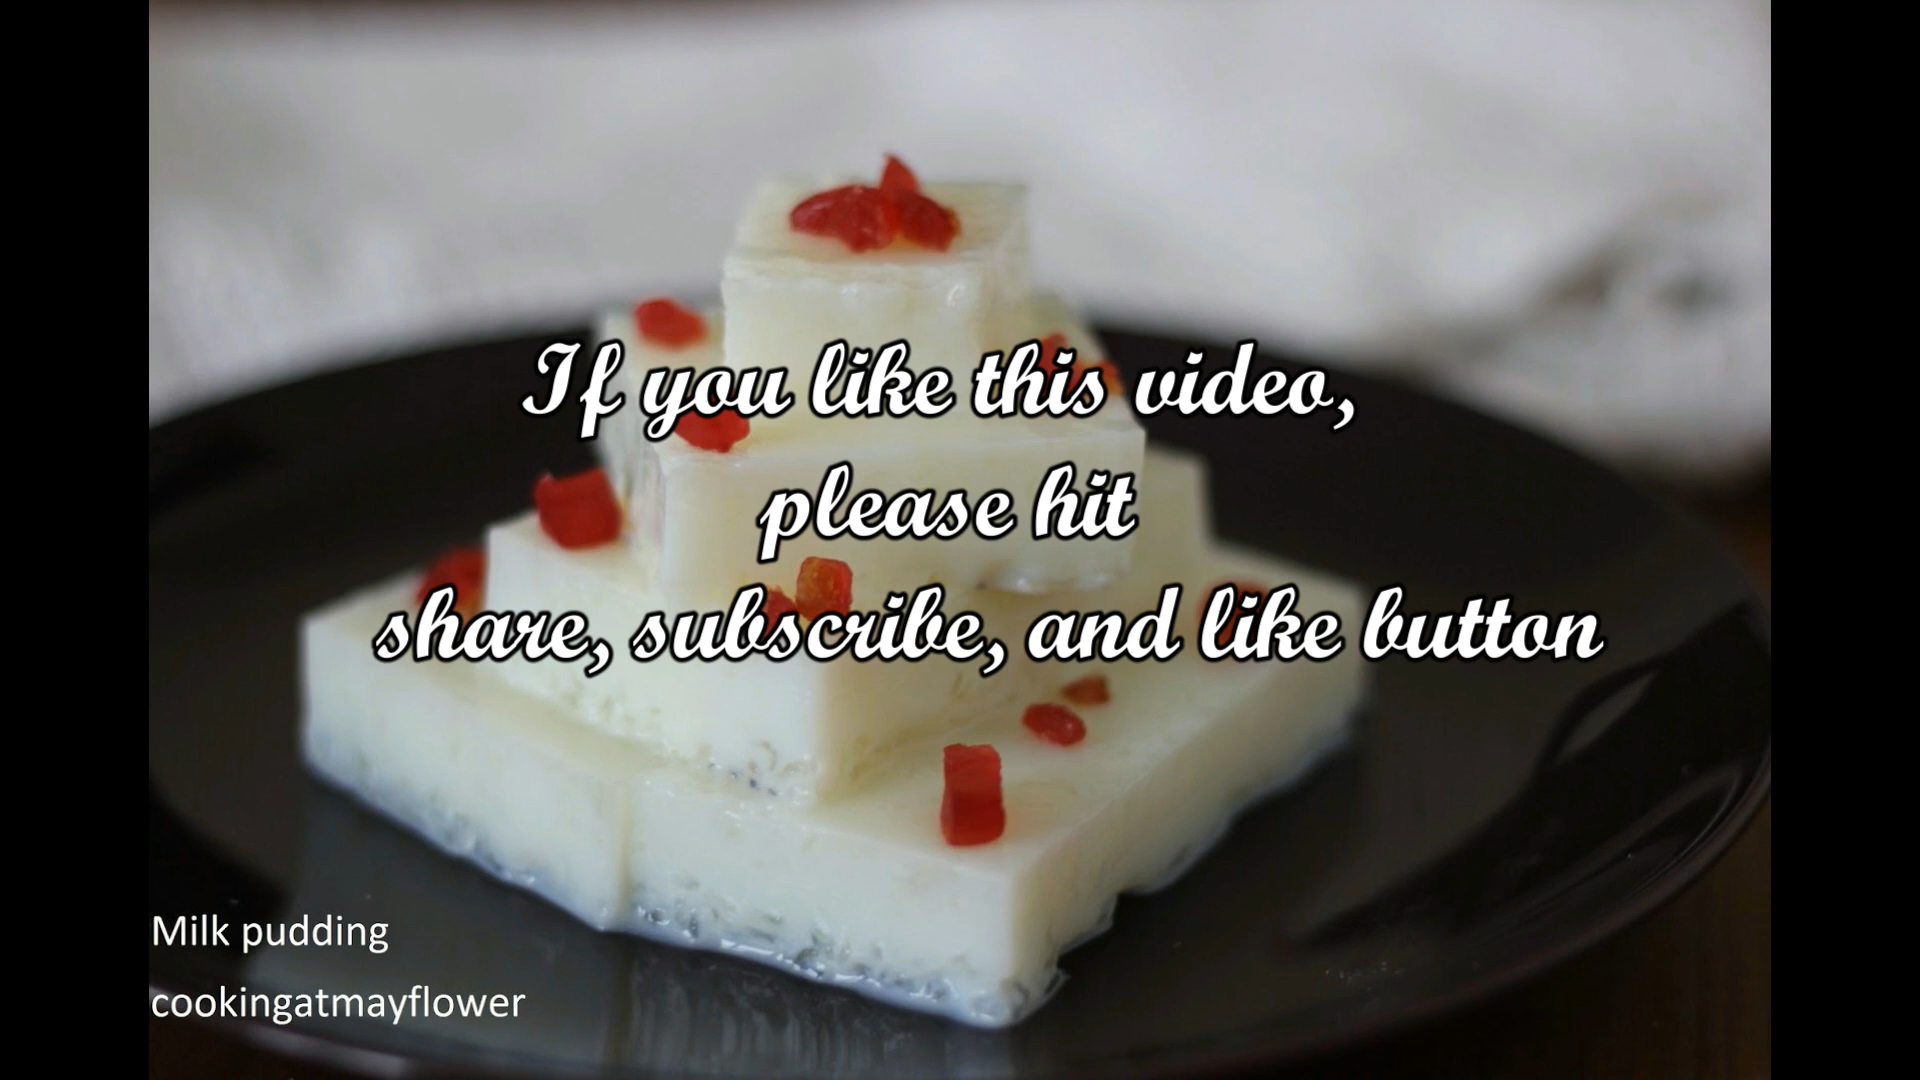 If you like this video,
please hit
share, subscribe, and like button
Milk pudding
cookingatmayflower